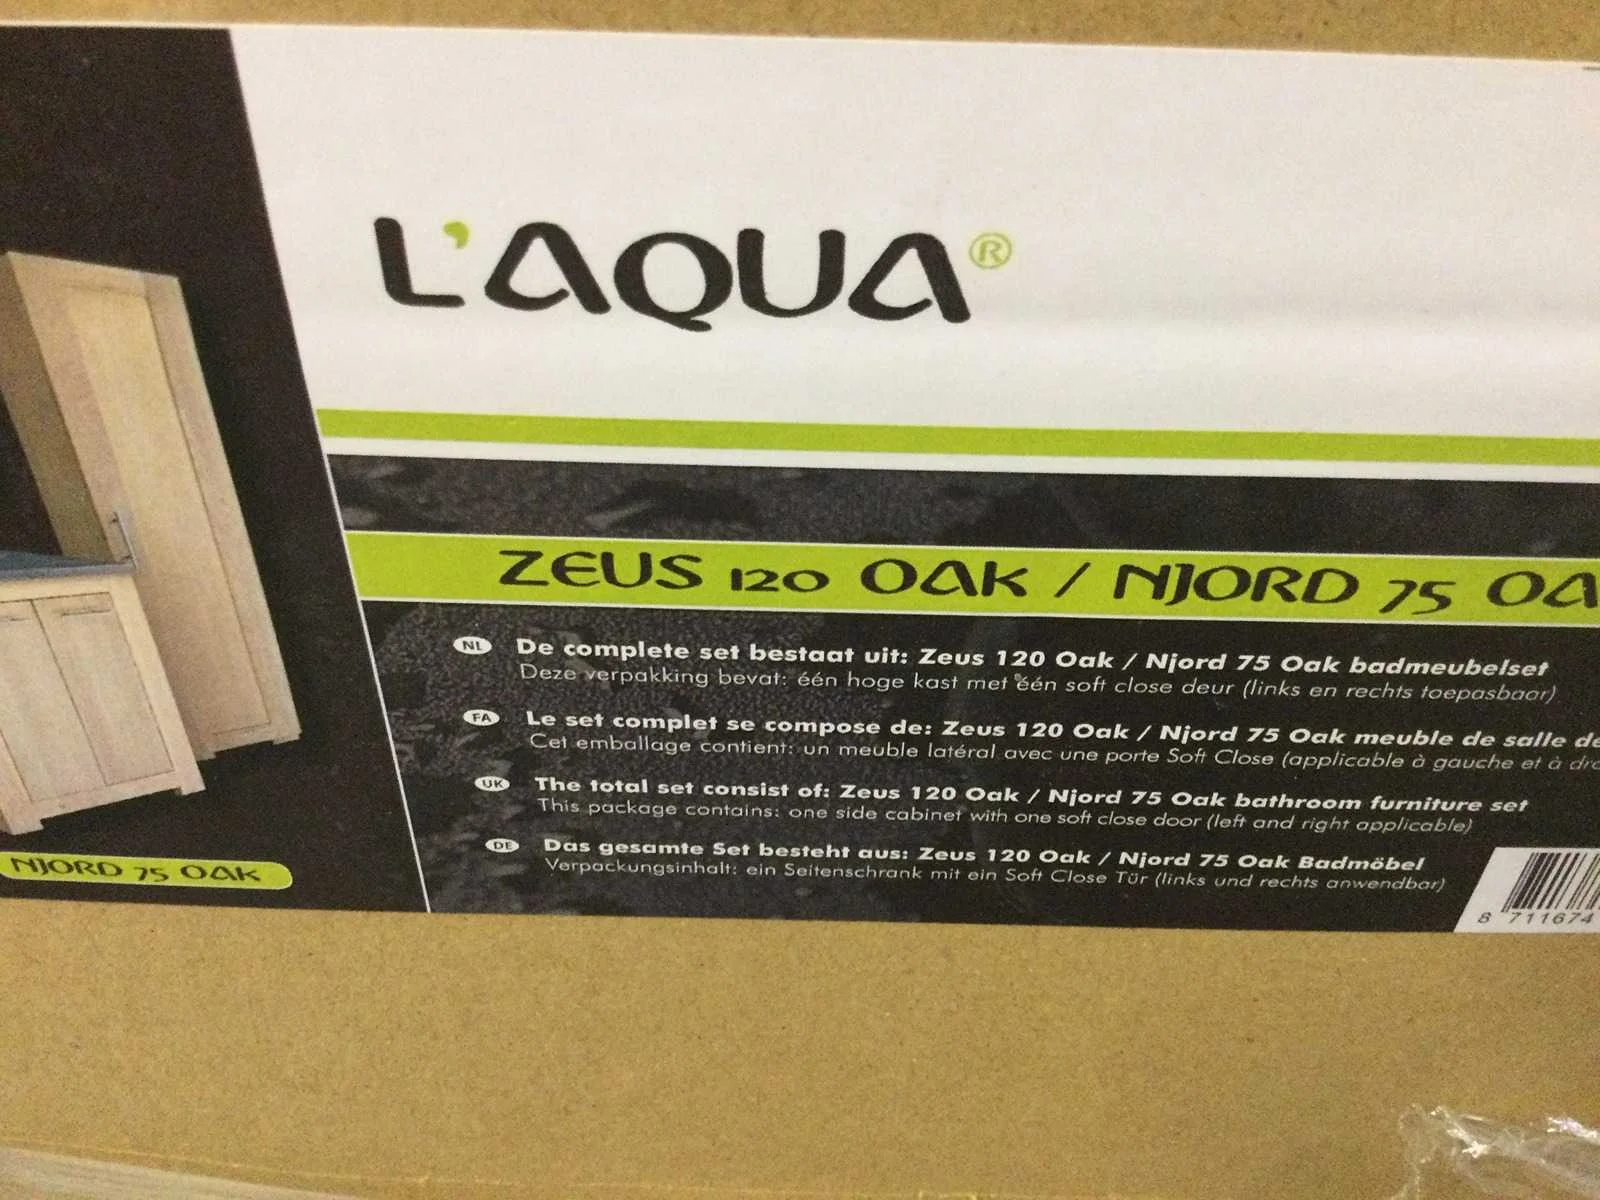 L'AQUA®
ZEUS 120 OAK / NJORD 75 OA
NL De complete set bestaat uit: Zeus 120 Oak / Njord 75 Oak badmeubelset
Deze verpakking bevat: één hoge kast met één soft close deur (links en rechts toepasbaar)
FA Le set complet se compose de: Zeus 120 Oak / Njord 75 Oak meuble de salle de
Cet emballage contient: un meuble latéral avec une porte Soft Close (applicable à gauche et à dro
UK The total set consist of: Zeus 120 Oak / Njord 75 Oak bathroom furniture set
This package contains: one side cabinet with one soft close door (left and right applicable)
DE Das gesamte Set besteht aus: Zeus 120 Oak / Njord 75 Oak Badmöbel
Verpackungsinhalt: ein Seitenschrank mit ein Soft Close Tür (links und rechts anwendbar)
NJORD 75 OAK
8 711674